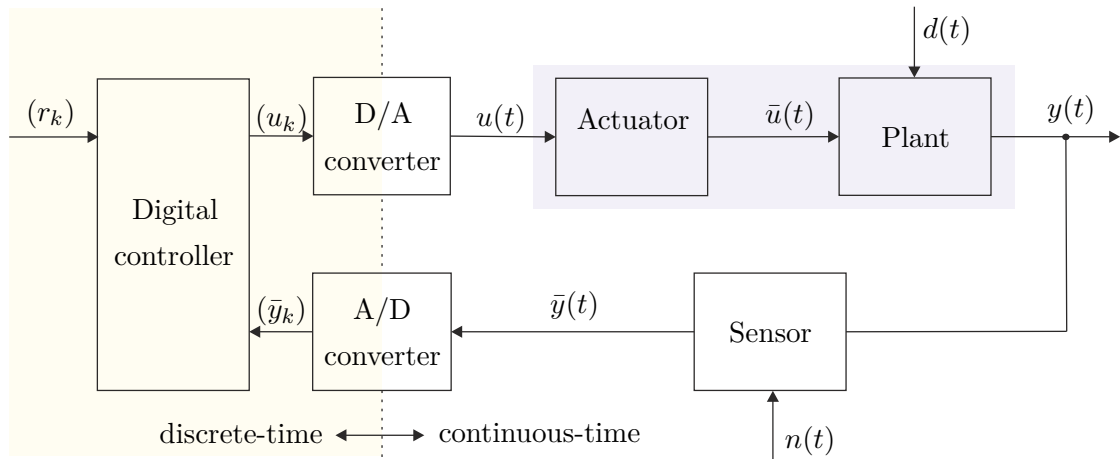 d(t)
(r_k)
(u_k)
D/A
converter
u(t)
Actuator
ū(t)
Plant
y(t)
Digital
controller
(ȳ_k)
A/D
converter
ȳ(t)
Sensor
n(t)
discrete-time
continuous-time